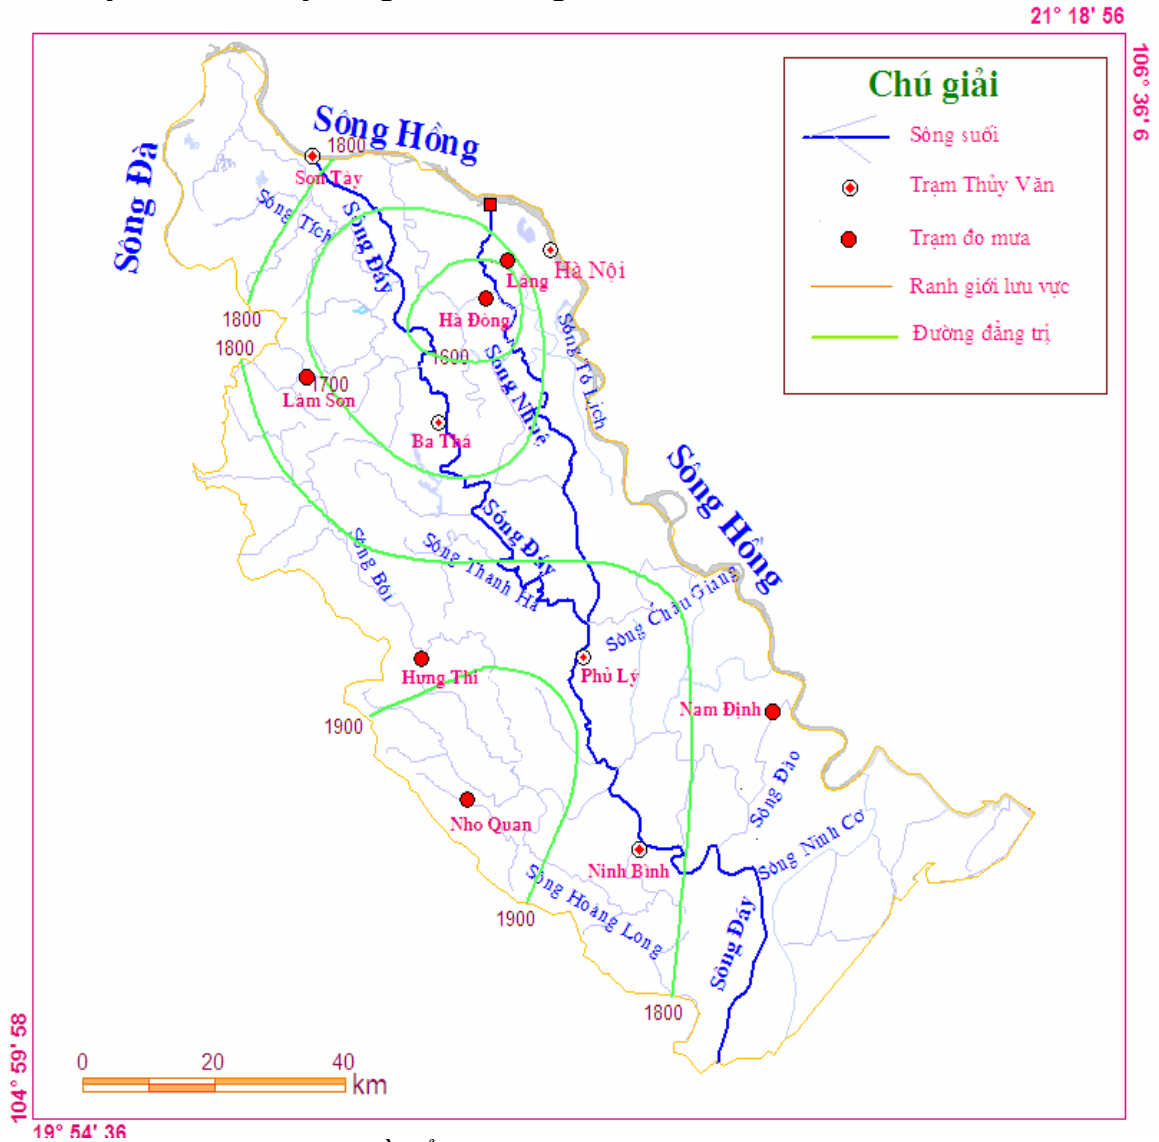 21° 18' 56
106° 36' 6
Chú giải
Sông suối
Trạm Thủy Văn
Trạm đo mưa
Ranh giới lưu vực
Đường đẳng trị
Sông Đà
Sông Hồng
1800
Sơn Tây
Sông Tích
Sông Đáy
Láng
Hà Nội
Hà Đông
1800
1800
1600
Sông Nhuệ
Sông Tô Lịch
1700
Lâm Sơn
Ba Thá
Sông Hồng
Sông Đáy
Sông Bôi
Sông Thanh Hà
Sông Châu Giang
Hưng Thi
Phủ Lý
1900
Nam Định
Sông Đào
Nho Quan
Sông Ninh Cơ
Ninh Bình
1900
Sông Hoàng Long
Sông Đáy
1800
0 20 40
km
104° 59' 58
19° 54' 36